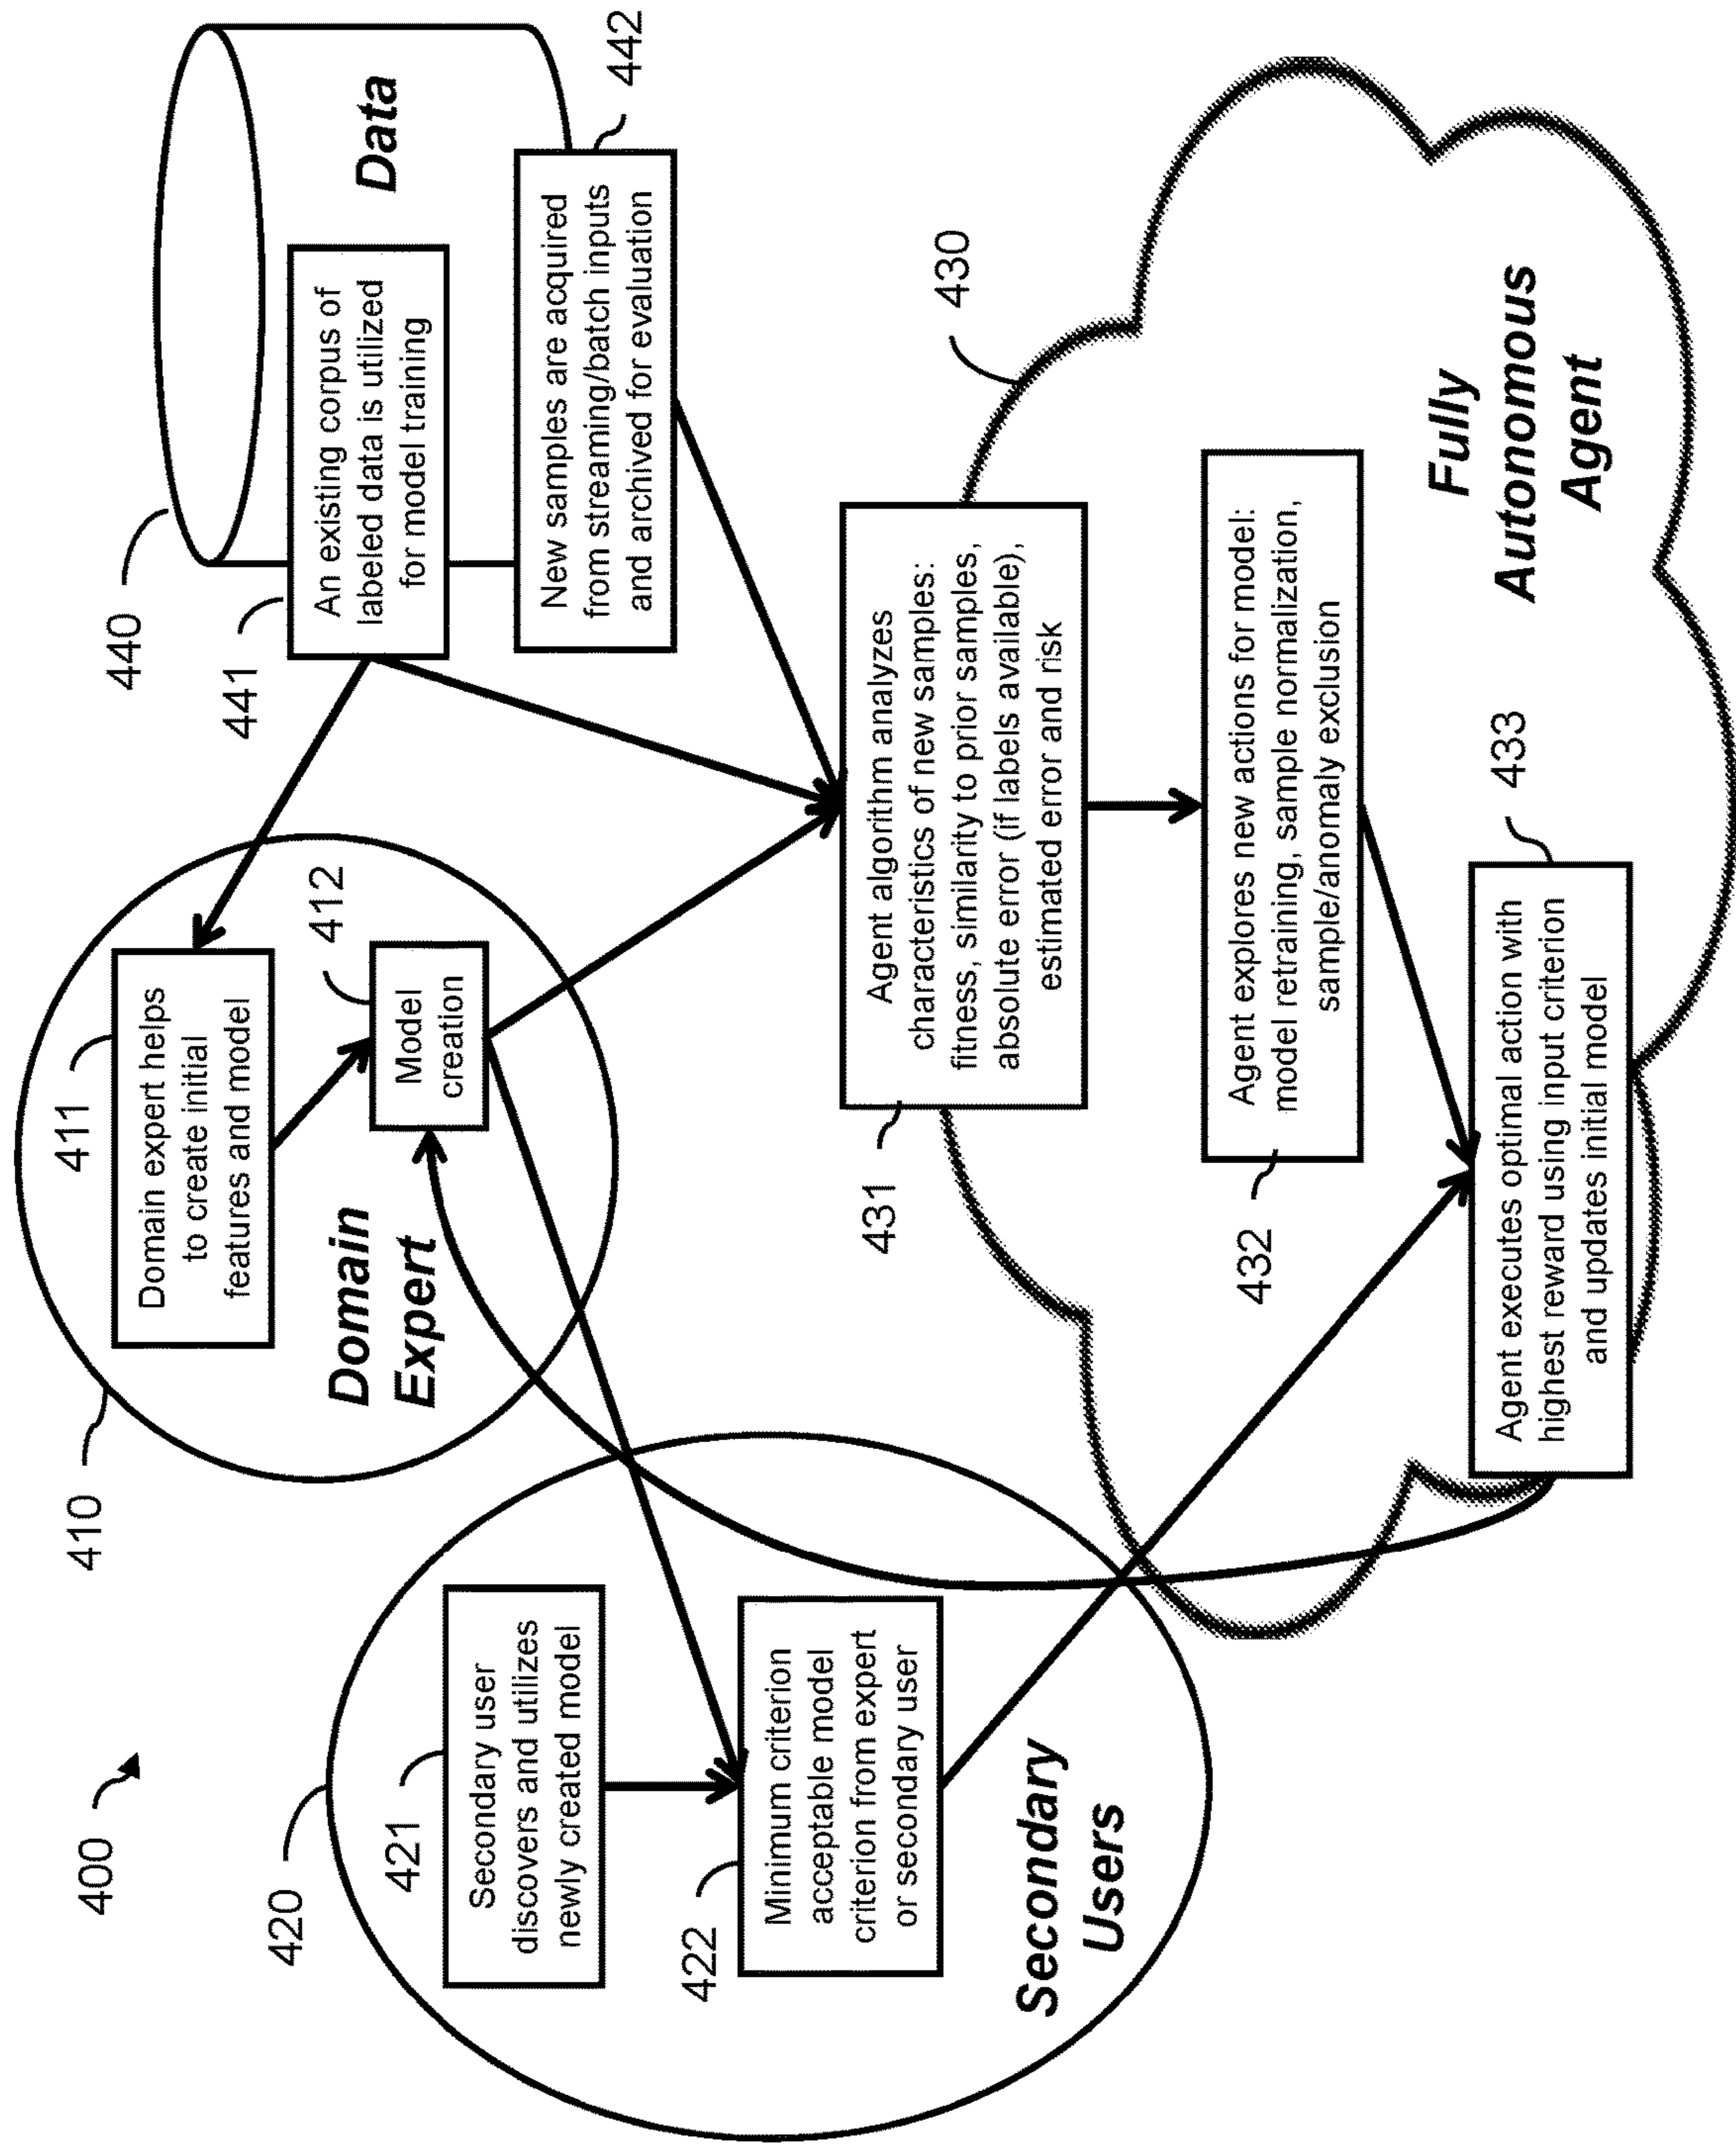 400
410
411
Domain expert helps
to create initial
features and model
412
Model
creation
Domain
Expert
420
421
Secondary user
discovers and utilizes
newly created model
422
Minimum criterion
acceptable model
criterion from expert
or secondary user
Secondary
Users
440
441
An existing corpus of
labeled data is utilized
for model training
Data
442
New samples are acquired
from streaming/batch inputs
and archived for evaluation
430
431
Agent algorithm analyzes
characteristics of new samples:
fitness, similarity to prior samples,
absolute error (if labels available),
estimated error and risk
432
Agent explores new actions for model:
model retraining, sample normalization,
sample/anomaly exclusion
433
Agent executes optimal action with
highest reward using input criterion
and updates initial model
Fully
Autonomous
Agent